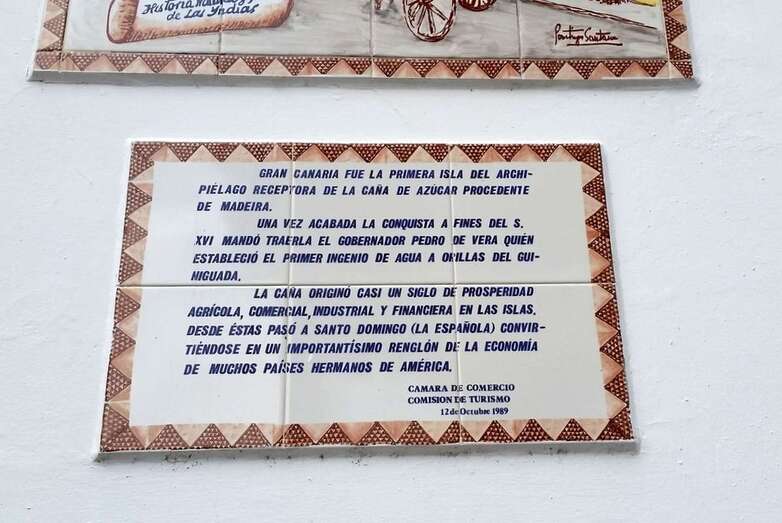 Historia
de Las Yndias
Santiago Santana
GRAN CANARIA FUE LA PRIMERA ISLA DEL ARCHI-
PIÉLAGO RECEPTORA DE LA CAÑA DE AZÚCAR PROCEDENTE
DE MADEIRA.
UNA VEZ ACABADA LA CONQUISTA A FINES DEL S.
XVI MANDÓ TRAERLA EL GOBERNADOR PEDRO DE VERA QUIÉN
ESTABLECIÓ EL PRIMER INGENIO DE AGUA A ORILLAS DEL GUI-
NIGUADA.
LA CAÑA ORIGINÓ CASI UN SIGLO DE PROSPERIDAD
AGRÍCOLA, COMERCIAL, INDUSTRIAL Y FINANCIERA EN LAS ISLAS.
DESDE ÉSTAS PASÓ A SANTO DOMINGO (LA ESPAÑOLA) CONVIR-
TIÉNDOSE EN UN IMPORTANTÍSIMO RENGLÓN DE LA ECONOMÍA
DE MUCHOS PAÍSES HERMANOS DE AMÉRICA.
CAMARA DE COMERCIO
COMISION DE TURISMO
12 de Octubre 1989